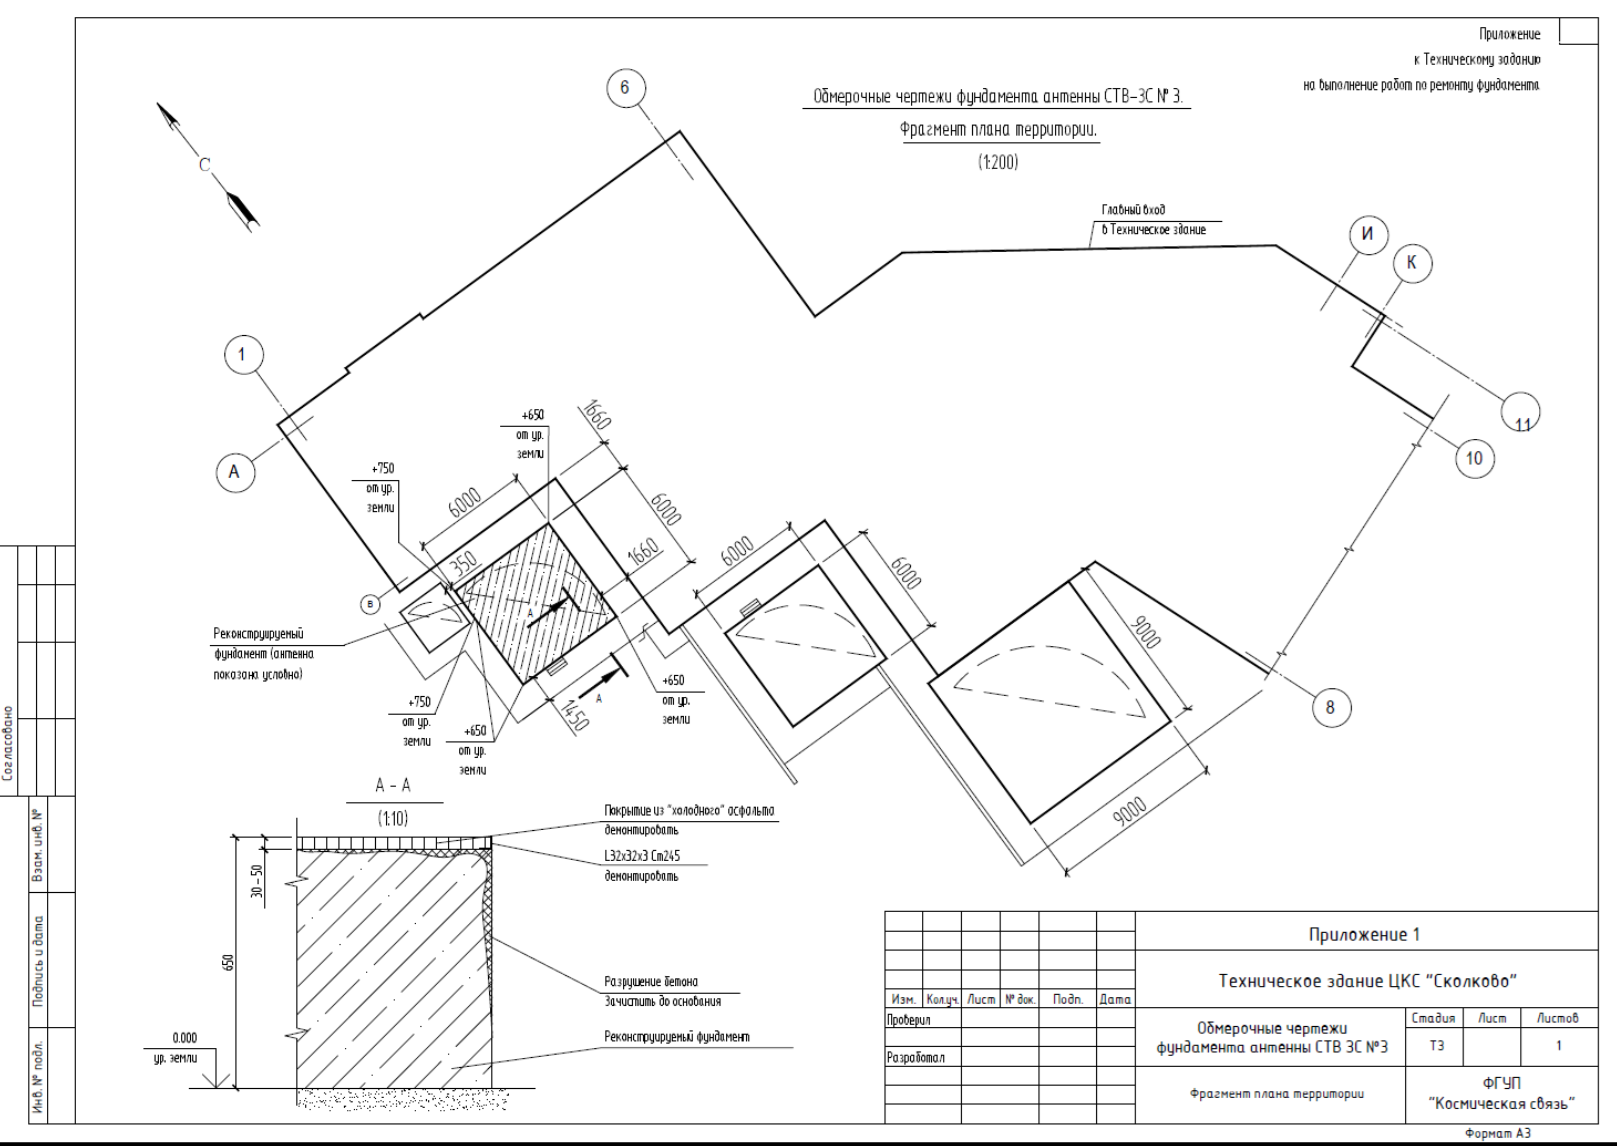 Приложение
к Техническому заданию
на выполнение работ по ремонту фундамента
Обмерочные чертежи фундамента антенны СТВ-ЗС № 3.
Фрагмент плана территории.
(1:200)
6
С
Главный вход
в Техническое здание
И
К
1
А
11
10
8
в
+650
от ур.
земли
1660
+750
от ур.
земли
6000
6000
350
1660
6000
6000
9000
9000
А
А
Реконструируемый
фундамент (антенна
показана условно)
+750
от ур.
земли
+650
от ур.
земли
1450
+650
от ур.
земли
А - А
(1:10)
Покрытие из "холодного" асфальта
демонтировать
L32х32х3 Ст245
демонтировать
30-50
650
Разрушение бетона
Зачистить до основания
Реконструируемый фундамент
0.000
ур. земли
Согласовано
Взам. инв. №
Подпись и дата
Инв. № подл.
Изм. Кол.уч. Лист № док. Подп. Дата
Проверил
Разработал
Приложение 1
Техническое здание ЦКС "Сколково"
Обмерочные чертежи
фундамента антенны СТВ ЗС №3
Стадия Лист Листов
ТЗ 1
Фрагмент плана территории
ФГУП
"Космическая связь"
Формат А3